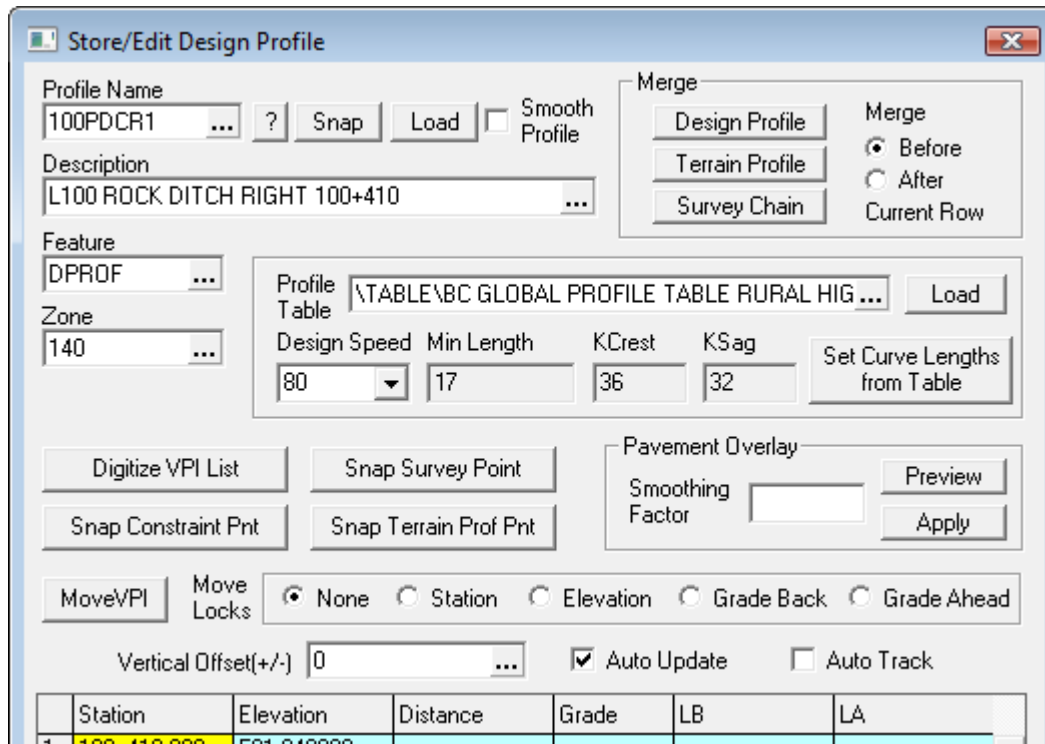 Store/Edit Design Profile
Profile Name
100PDCR1 ... ? Snap Load Smooth Profile
Description
L100 ROCK DITCH RIGHT 100+410 ...
Merge
Design Profile
Terrain Profile
Survey Chain
Merge
Before
After
Current Row
Feature
DPROF ...
Zone
140 ...
Profile Table \TABLE\BC GLOBAL PROFILE TABLE RURAL HIG ... Load
Design Speed Min Length KCrest KSag
80 17 36 32
Set Curve Lengths
from Table
Digitize VPI List Snap Survey Point
Snap Constraint Pnt Snap Terrain Prof Pnt
Pavement Overlay
Smoothing
Factor
Preview
Apply
MoveVPI Move Locks None Station Elevation Grade Back Grade Ahead
Vertical Offset(+/-) 0 ... Auto Update Auto Track
Station Elevation Distance Grade LB LA